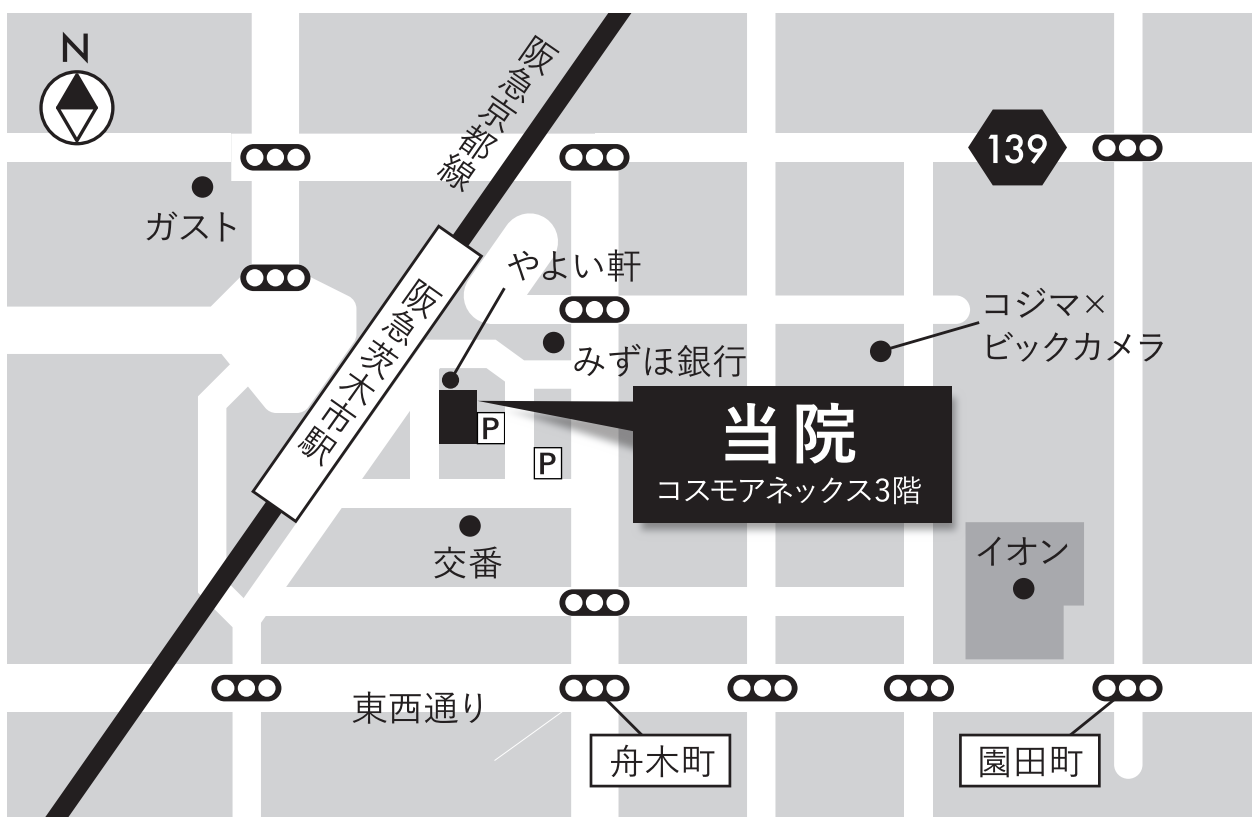 N
阪急京都線
139
ガスト
やよい軒
阪急茨木市駅
コジマ×
ビックカメラ
みずほ銀行
当院
コスモアネックス3階
P
P
交番
イオン
東西通り
舟木町
園田町